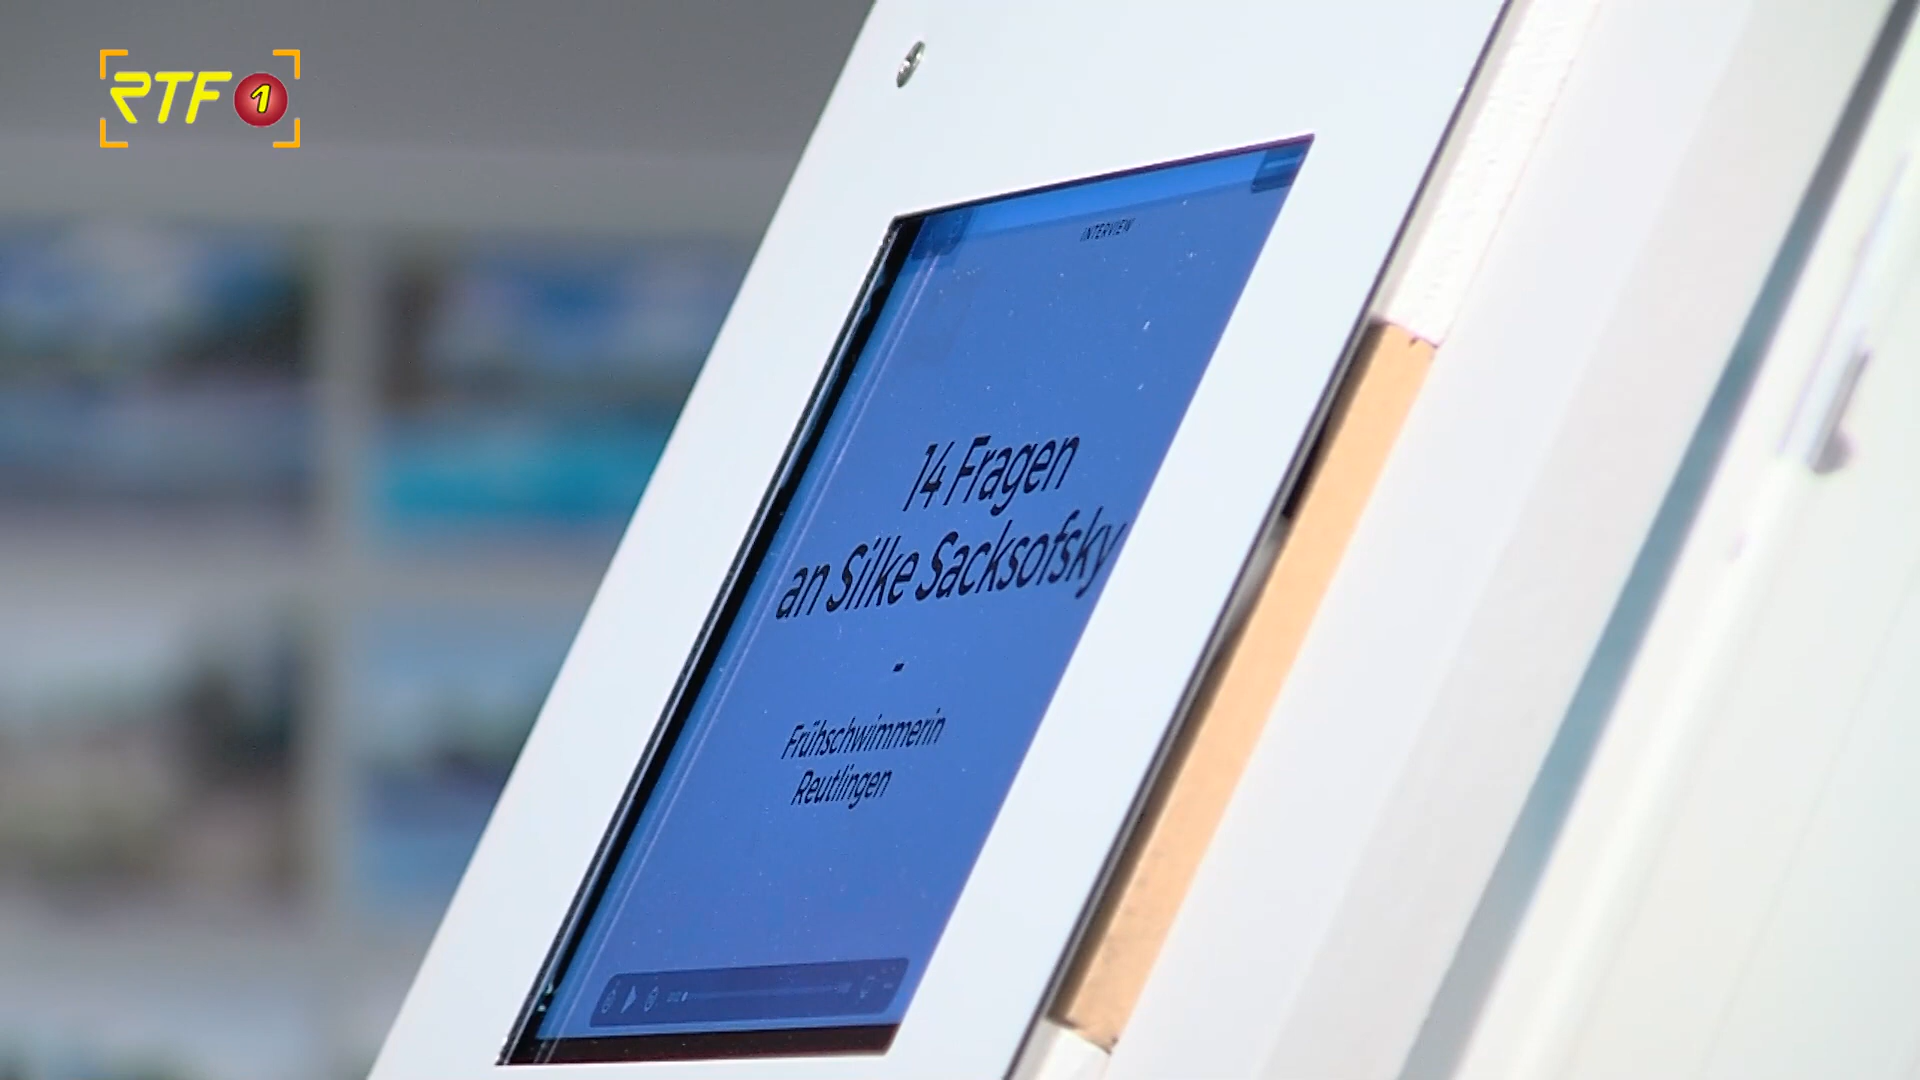 RTF 1
INTERVIEW
14 Fragen
an Silke Sacksofsky
-
Frühschwimmerin
Reutlingen